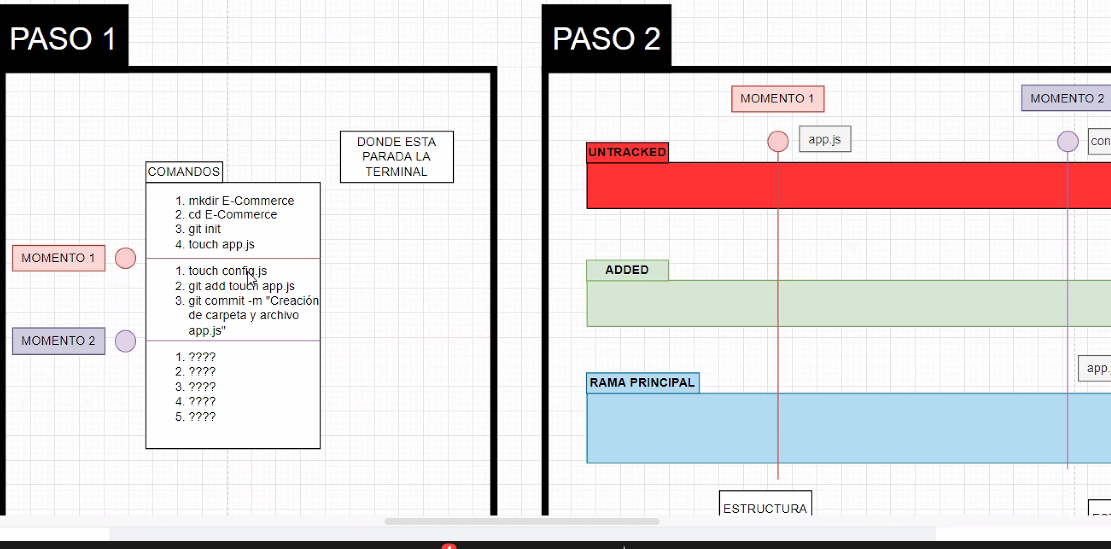 PASO 1
DONDE ESTA
PARADA LA
TERMINAL
COMANDOS
1. mkdir E-Commerce
2. cd E-Commerce
3. git init
4. touch app.js
MOMENTO 1
1. touch config.js
2. git add touch app.js
3. git commit -m "Creación
de carpeta y archivo
app.js"
MOMENTO 2
1. ????
2. ????
3. ????
4. ????
5. ????
PASO 2
MOMENTO 1
MOMENTO 2
app.js
con
UNTRACKED
ADDED
app.
RAMA PRINCIPAL
ESTRUCTURA